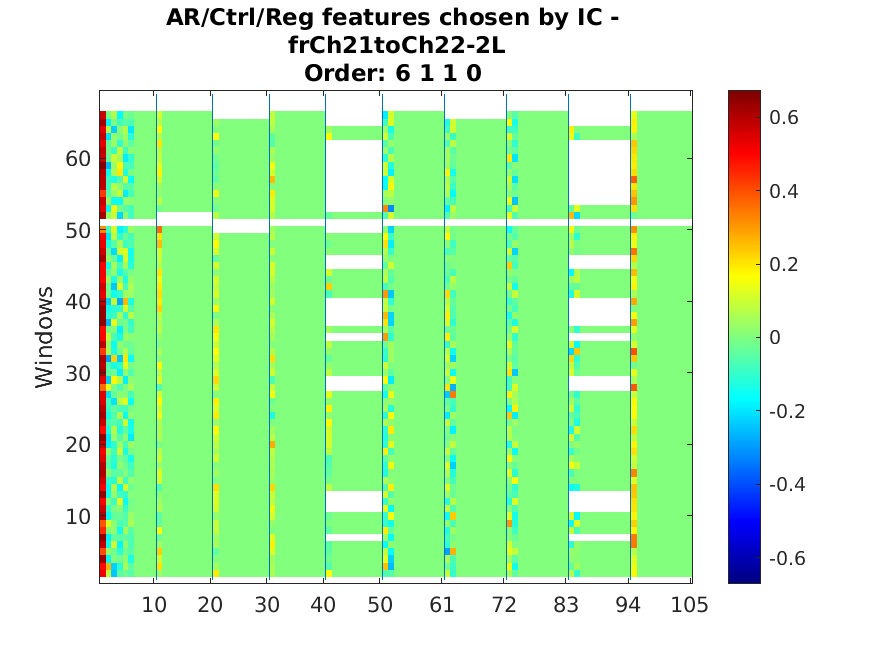 AR/Ctrl/Reg features chosen by IC -
frCh21toCh22-2L
Order: 6 1 1 0
Windows
60
50
40
30
20
10
10 20 30 40 50 61 72 83 94 105
0.6
0.4
0.2
0
-0.2
-0.4
-0.6